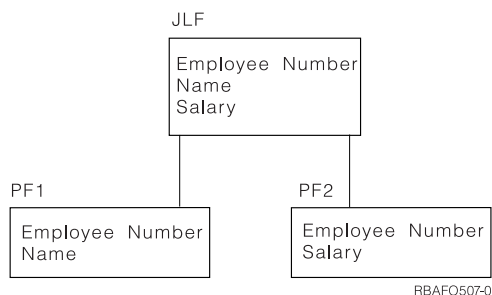 JLF
Employee Number
Name
Salary
PF1
Employee Number
Name
PF2
Employee Number
Salary
RBAFO507-0